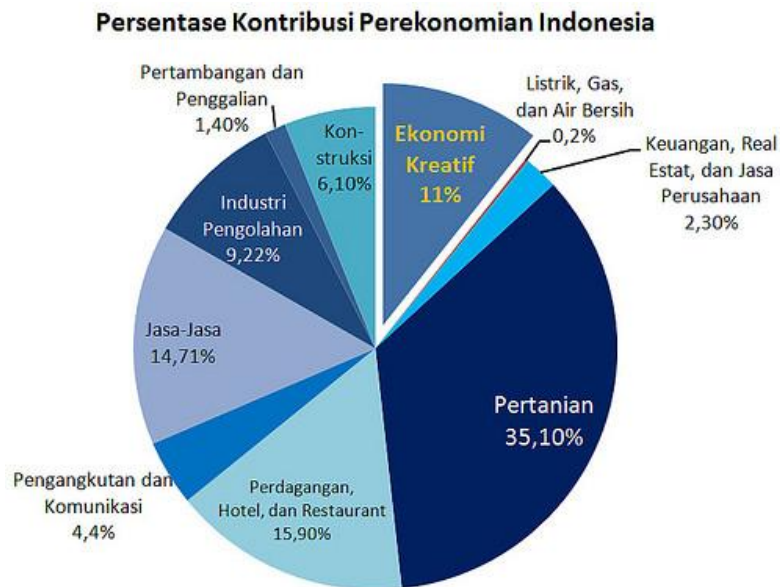 Persentase Kontribusi Perekonomian Indonesia
Pertambangan dan
Penggalian
1,40%
Kon-
struksi
6,10%
Ekonomi
Kreatif
11%
Listrik, Gas,
dan Air Bersih
0,2%
Keuangan, Real
Estat, dan Jasa
Perusahaan
2,30%
Industri
Pengolahan
9,22%
Jasa-Jasa
14,71%
Pertanian
35,10%
Pengangkutan dan
Komunikasi
4,4%
Perdagangan,
Hotel, dan Restaurant
15,90%